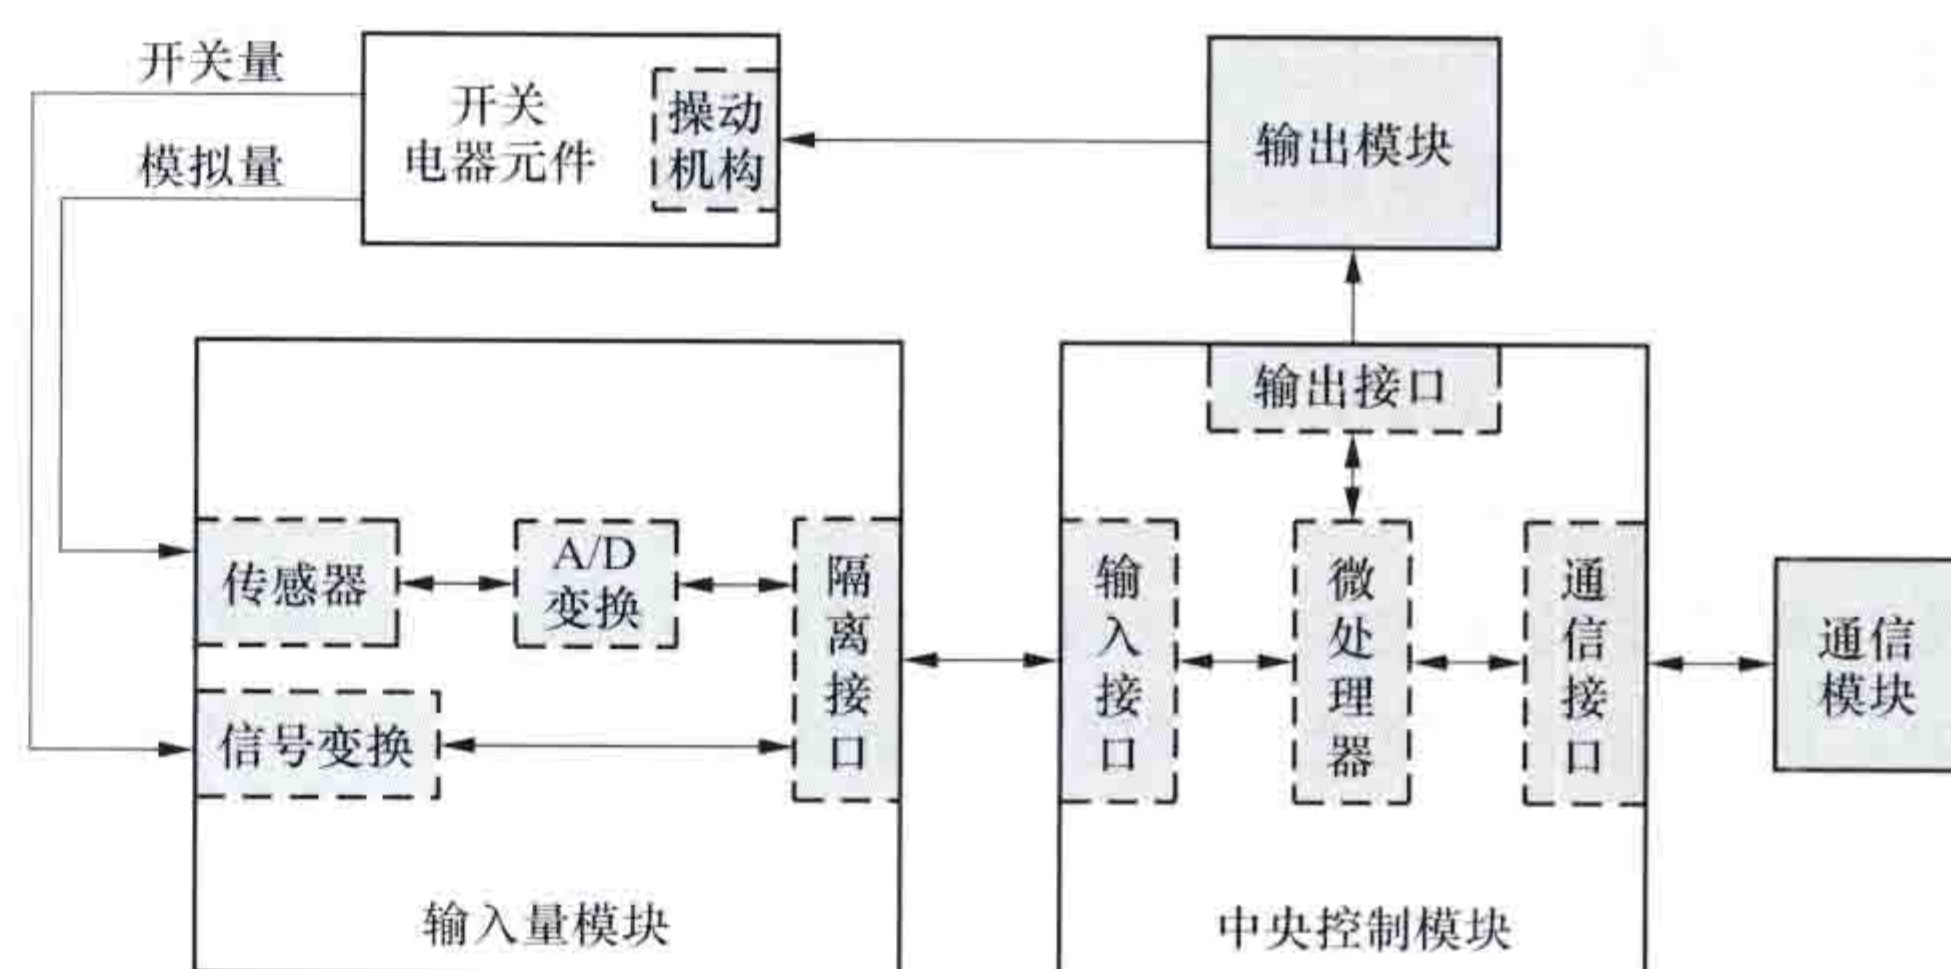 开关量
模拟量
开关
电器元件
操动
机构
输出模块
输出接口
传感器
A/D
变换
隔离接口
信号变换
输入量模块
输入接口
微处理器
通信接口
中央控制模块
通信
模块